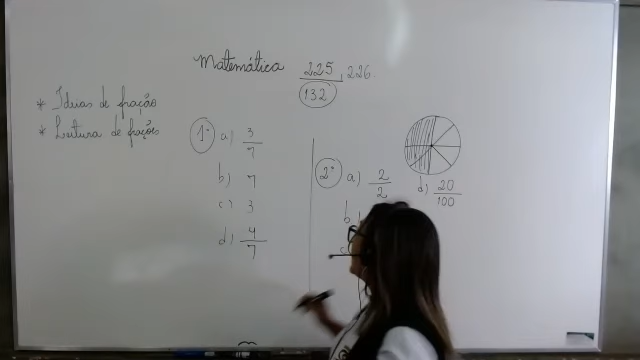 Matemática 225, 226.
132
* Ideias de fração
* Leitura de frações
1° a) 3/7
b) 7
c) 3
d) 4/7
2° a) 2/2
b)
c)
d) 20/100